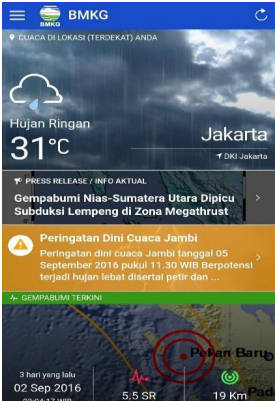 BMKG
BMKG
CUACA DI LOKASI (TERDEKAT) ANDA
Hujan Ringan
31°C
Jakarta
DKI Jakarta
PRESS RELEASE / INFO AKTUAL
Gempabumi Nias-Sumatera Utara Dipicu
Subduksi Lempeng di Zona Megathrust
Peringatan Dini Cuaca Jambi
Peringatan dini cuaca Jambi tanggal 05
September 2016 pukul 11.30 WIB Berpotensi
terjadi hujan lebat disertai petir dan ...
GEMPABUMI TERKINI
Pekan Baru
3 hari yang lalu
02 Sep 2016
5.5 SR
19 Km
Pad